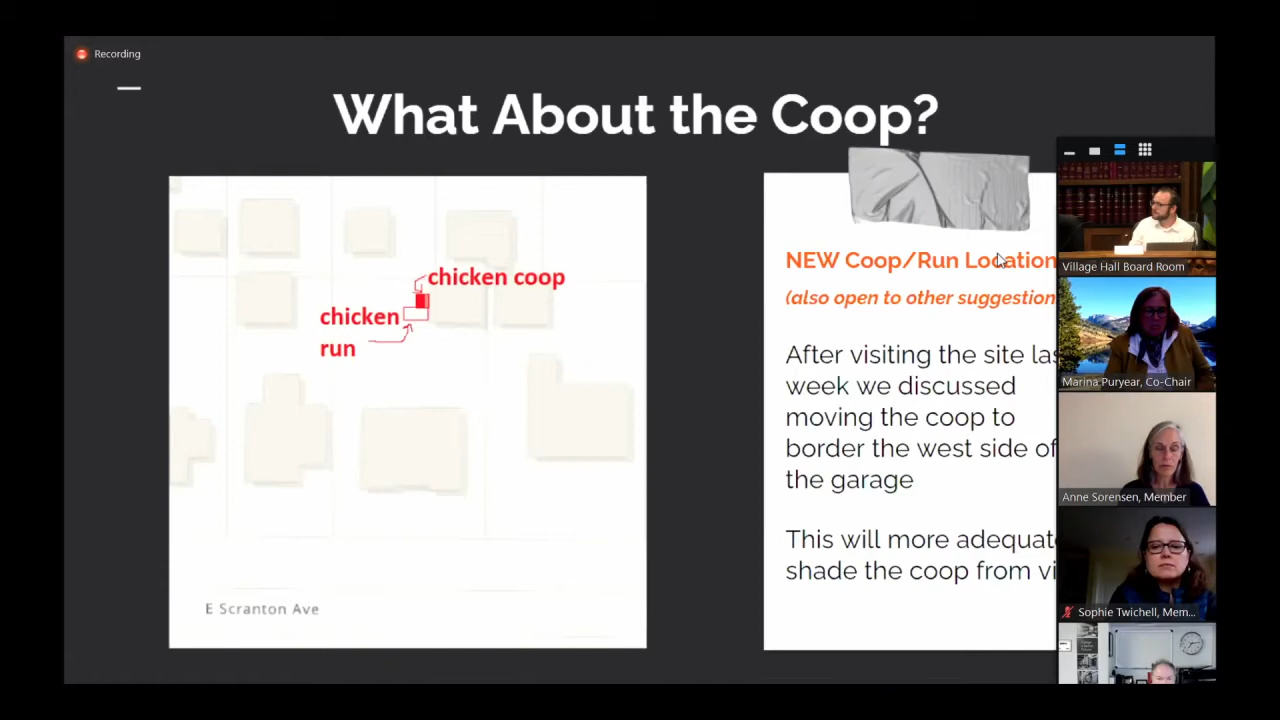 Recording
What About the Coop?
chicken coop
chicken
run
E Scranton Ave
NEW Coop/Run Location
(also open to other suggestion
After visiting the site las
week we discussed
moving the coop to
border the west side of
the garage
This will more adequat
shade the coop from vi
Village Hall Board Room
Marina Puryear, Co-Chair
Anne Sorensen, Member
Sophie Twichell, Mem...